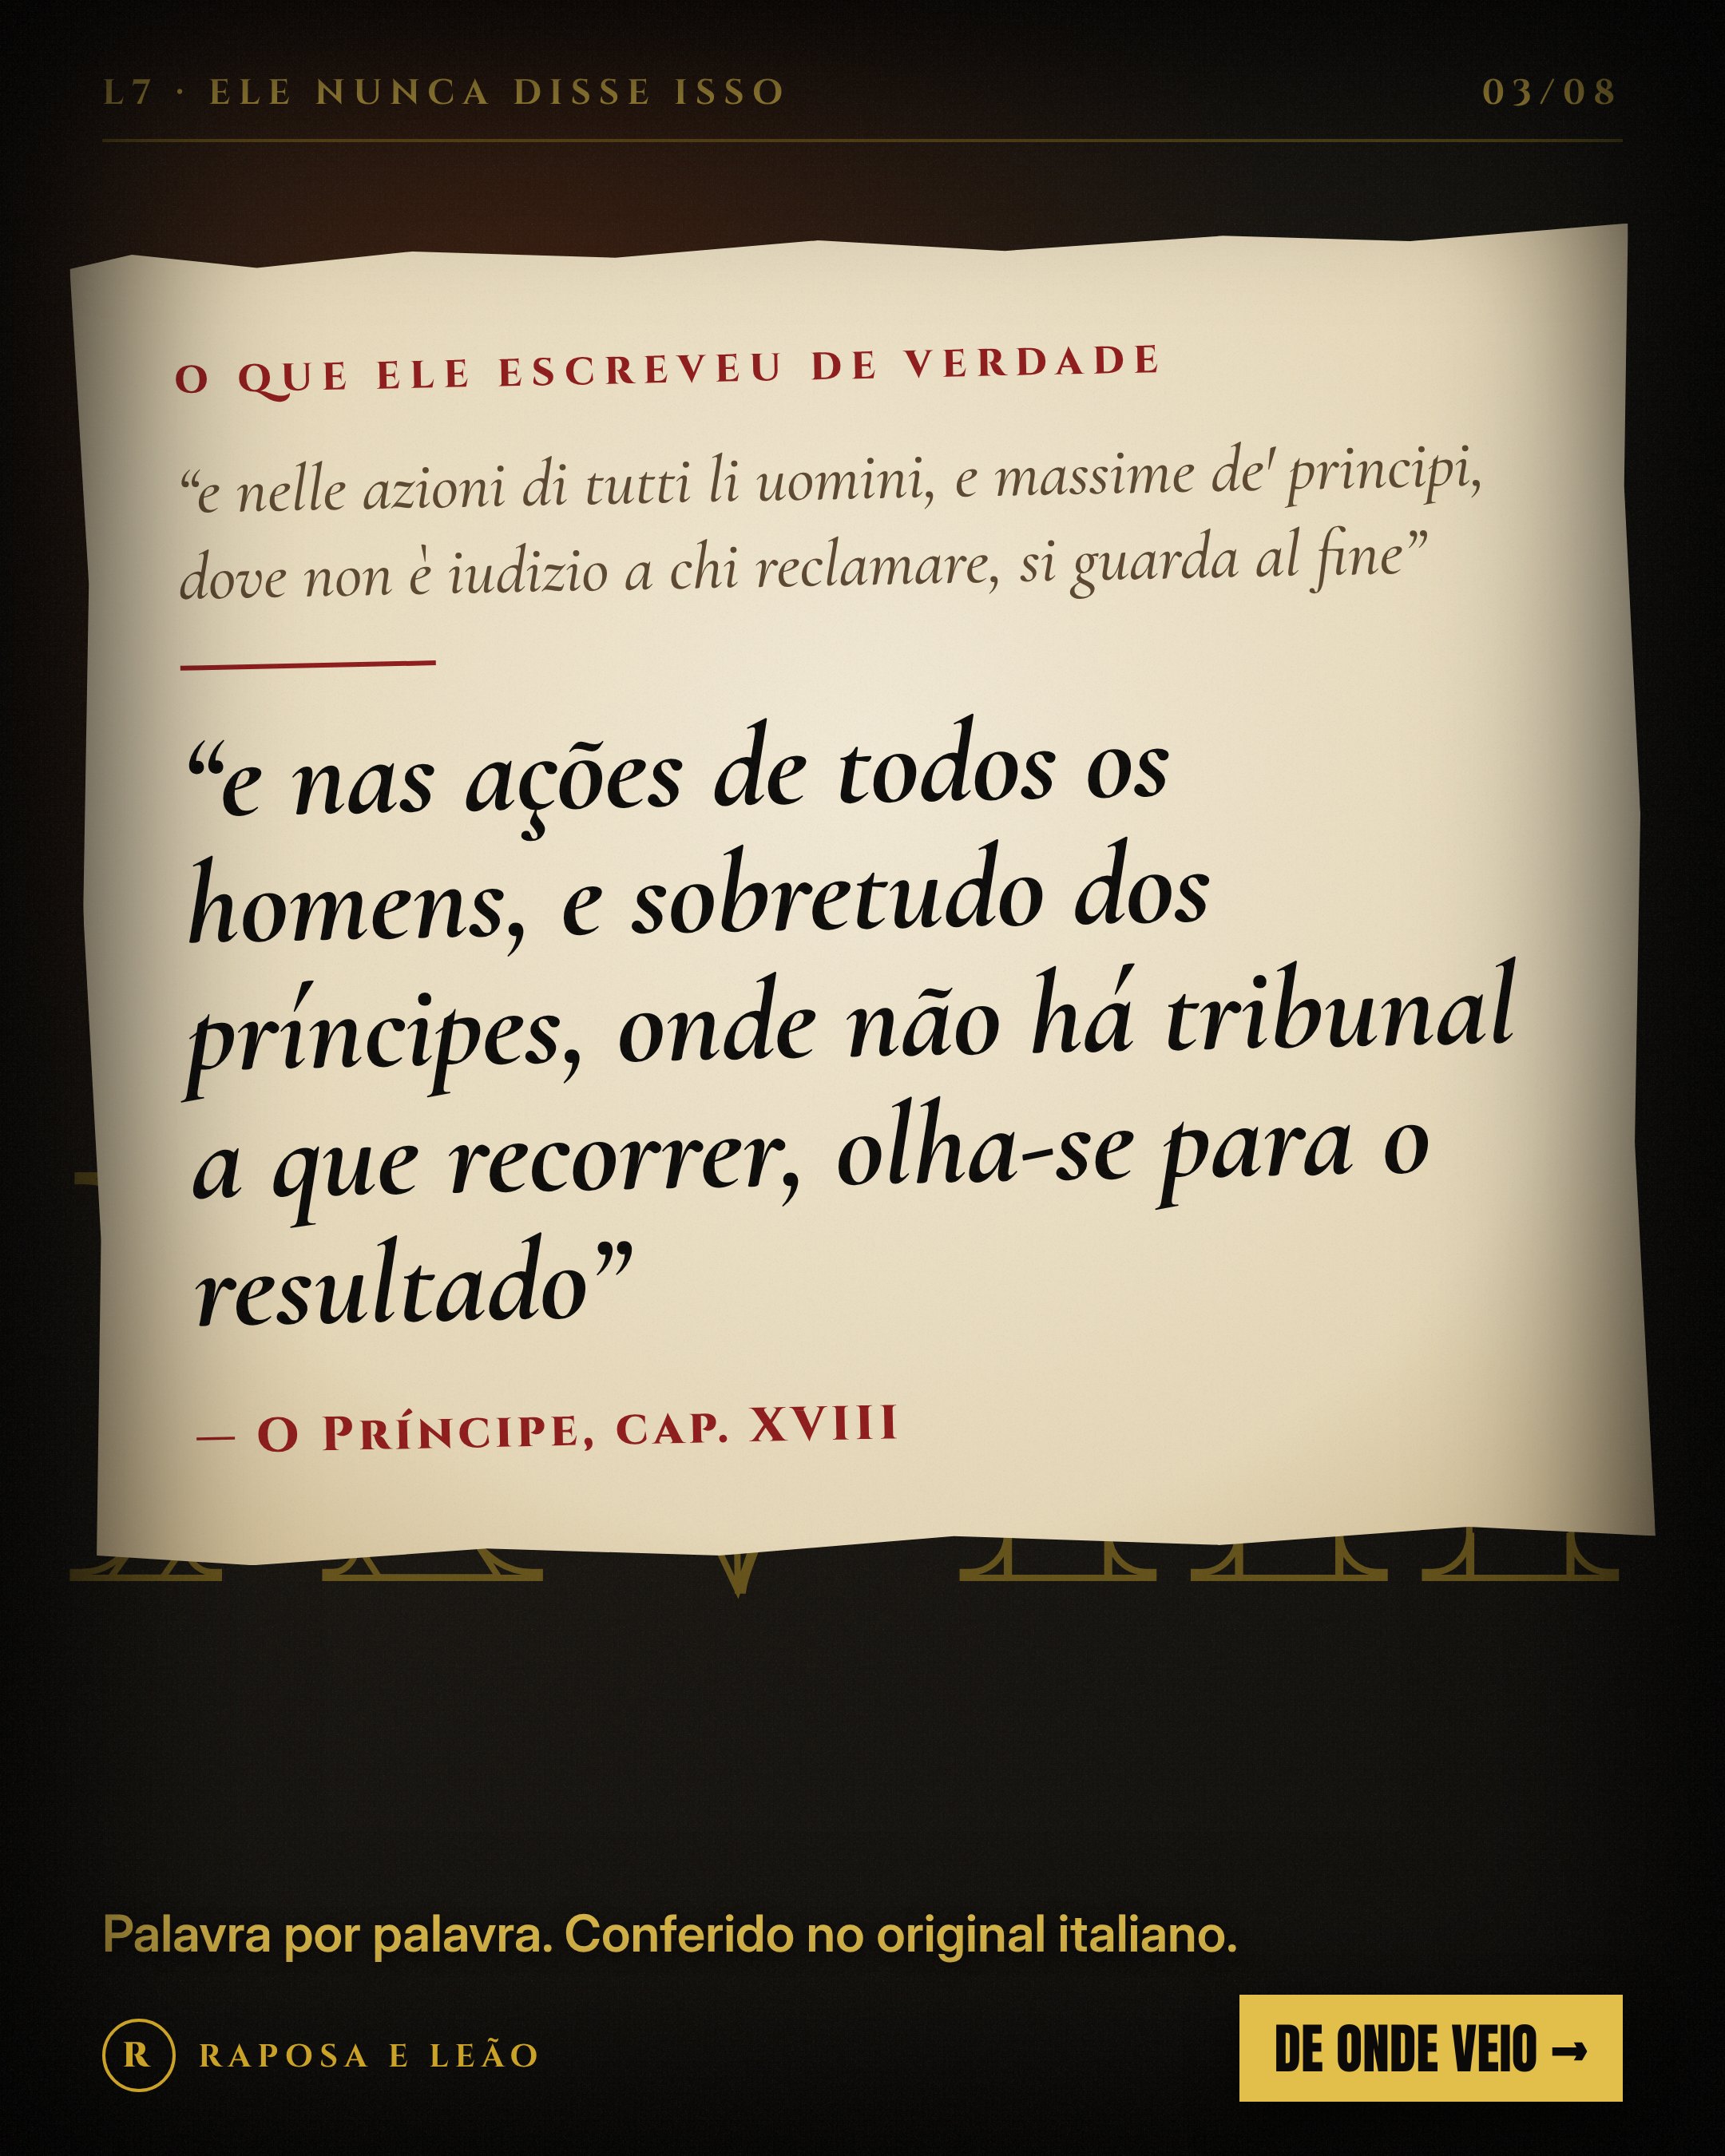 L7 · ELE NUNCA DISSE ISSO
03/08
O QUE ELE ESCREVEU DE VERDADE
“e nelle azioni di tutti li uomini, e massime de' principi,
dove non è iudizio a chi reclamare, si guarda al fine”
“e nas ações de todos os
homens, e sobretudo dos
príncipes, onde não há tribunal
a que recorrer, olha-se para o
resultado”
— O PRÍNCIPE, CAP. XVIII
Palavra por palavra. Conferido no original italiano.
R RAPOSA E LEÃO
DE ONDE VEIO →